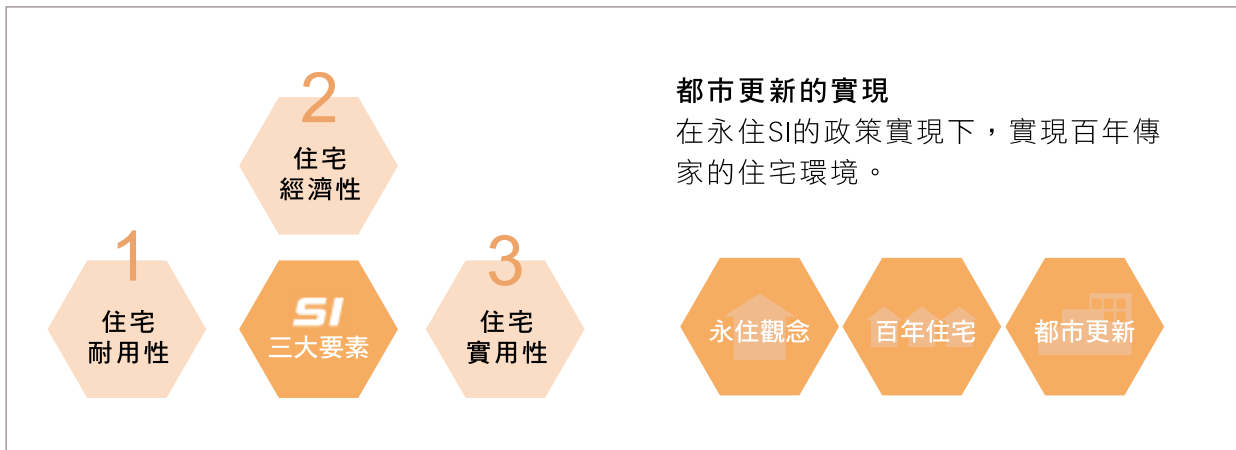 1
住宅
耐用性
2
住宅
經濟性
SI
三大要素
3
住宅
實用性
都市更新的實現
在永住SI的政策實現下，實現百年傳
家的住宅環境。
永住觀念
百年住宅
都市更新